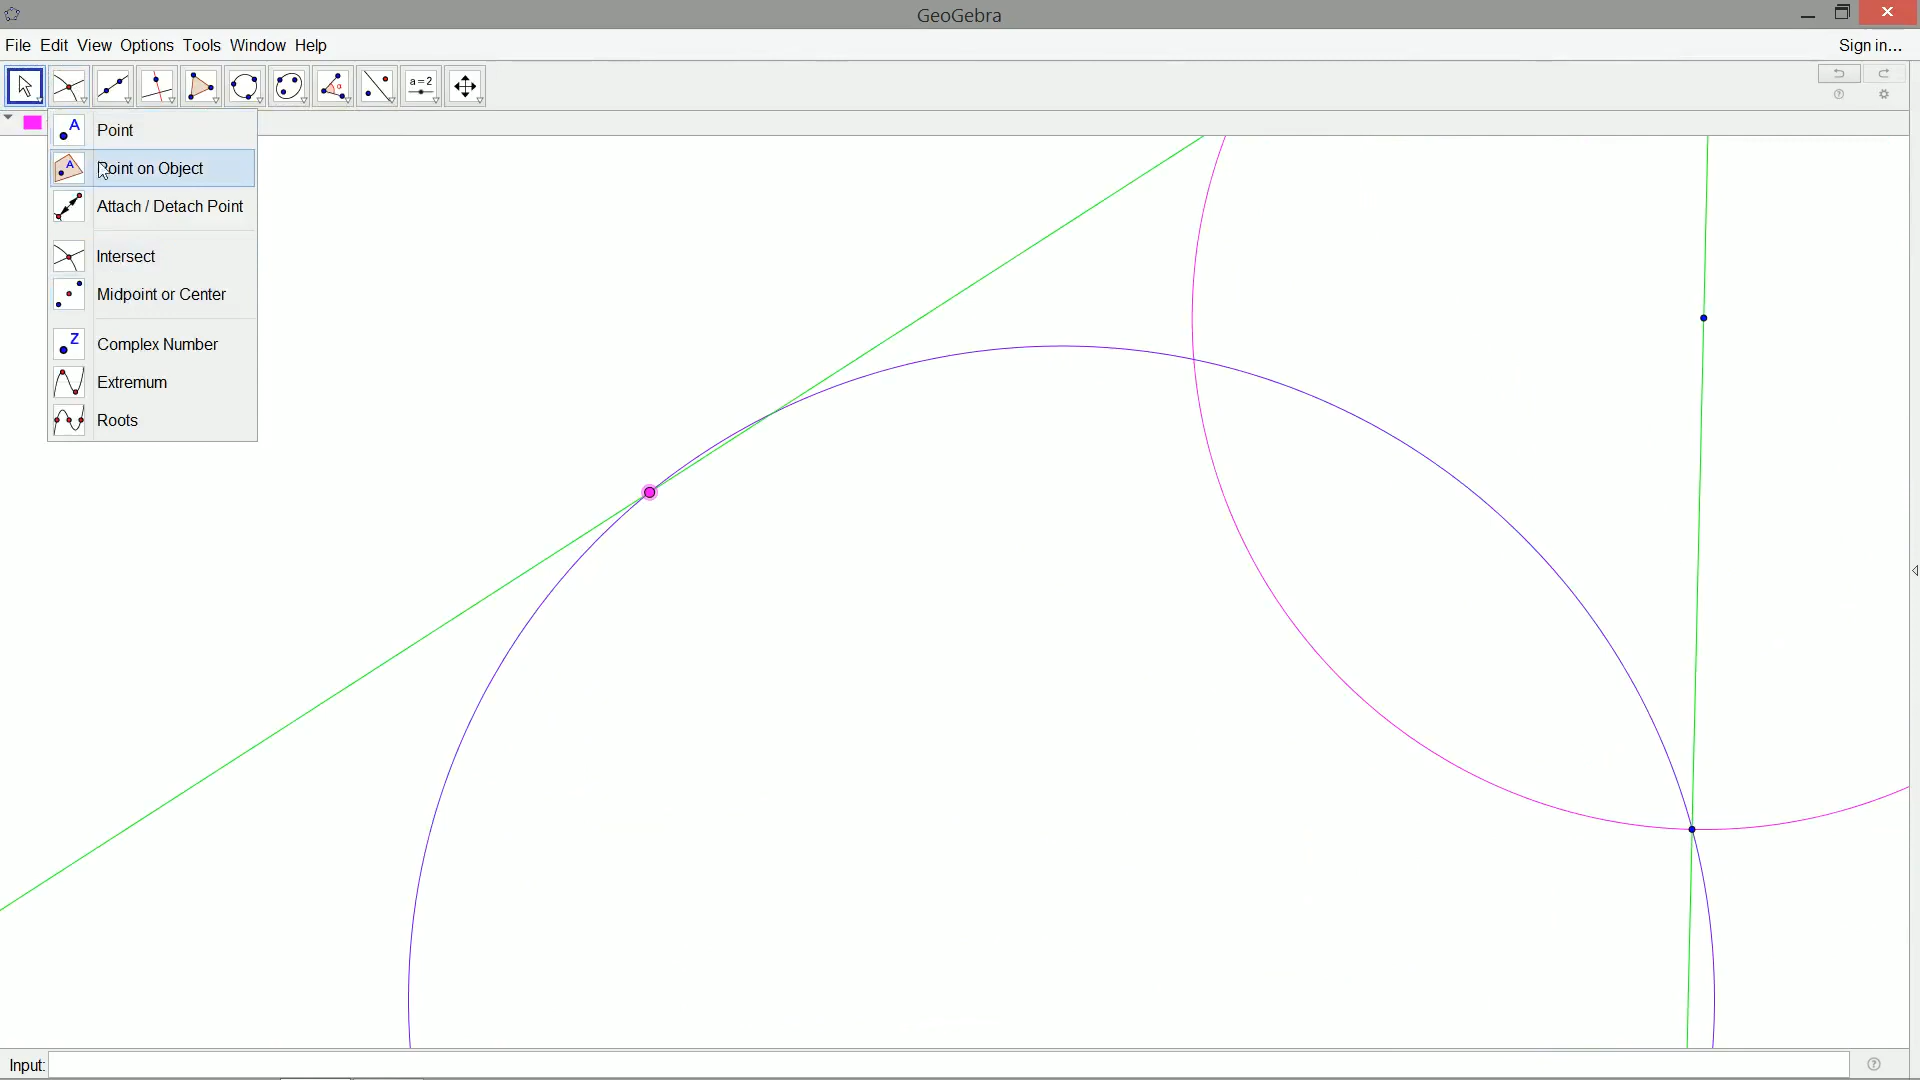 GeoGebra
File Edit View Options Tools Window Help
Sign in...
a=2
α
A Point
A Point on Object
Attach / Detach Point
Intersect
Midpoint or Center
Z Complex Number
Extremum
Roots
Input: